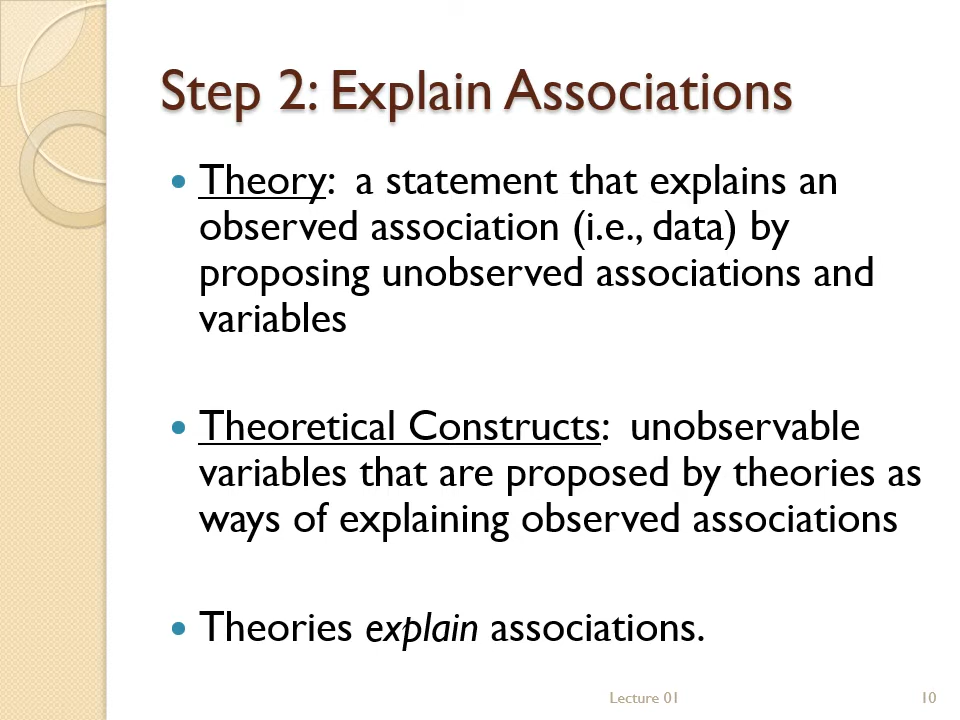 Step 2: Explain Associations
• Theory:  a statement that explains an
observed association (i.e., data) by
proposing unobserved associations and
variables
• Theoretical Constructs:  unobservable
variables that are proposed by theories as
ways of explaining observed associations
• Theories explain associations.
Lecture 01 10